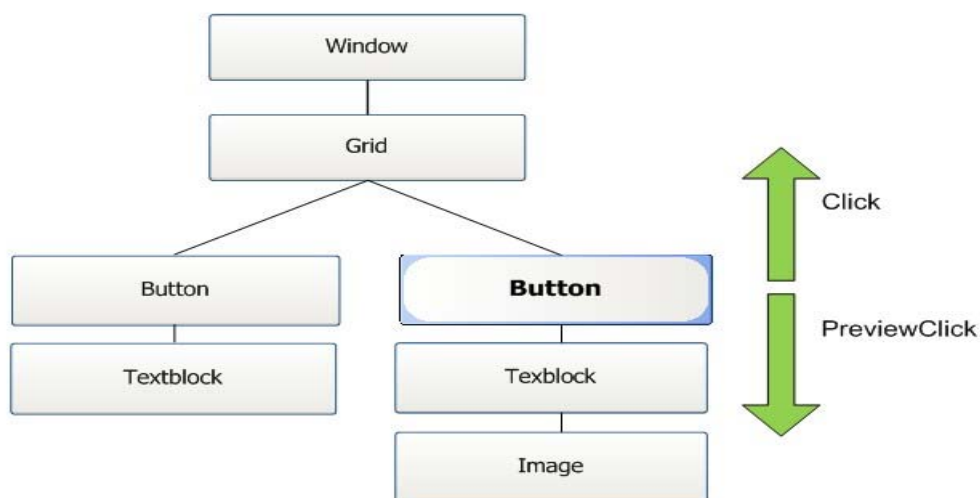 Window
Grid
Click
Button
Button
PreviewClick
Textblock
Texblock
Image